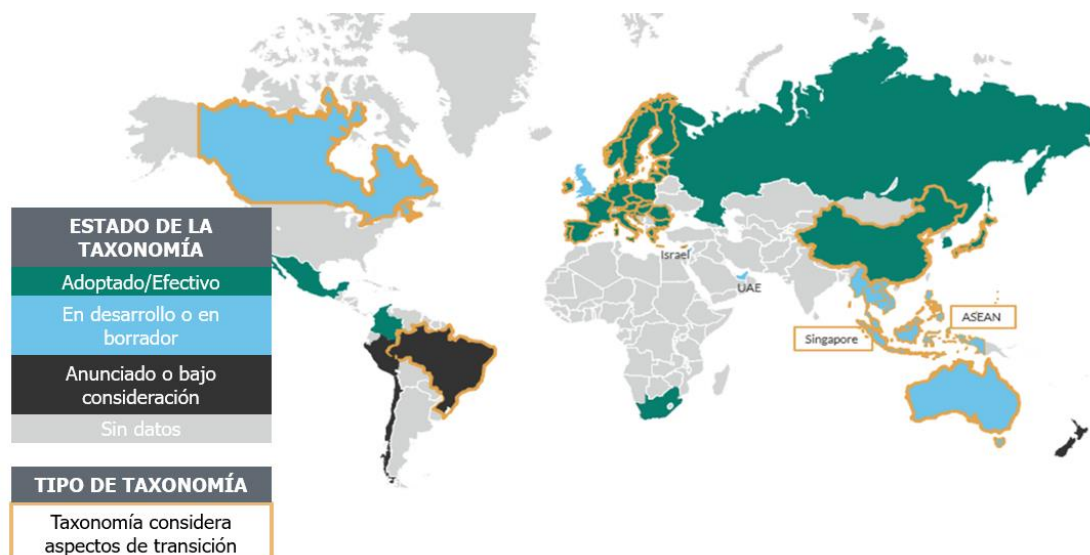 ESTADO DE LA
TAXONOMÍA
Adoptado/Efectivo
En desarrollo o en
borrador
Anunciado o bajo
consideración
Sin datos
TIPO DE TAXONOMÍA
Taxonomía considera
aspectos de transición
Israel
UAE
ASEAN
Singapore